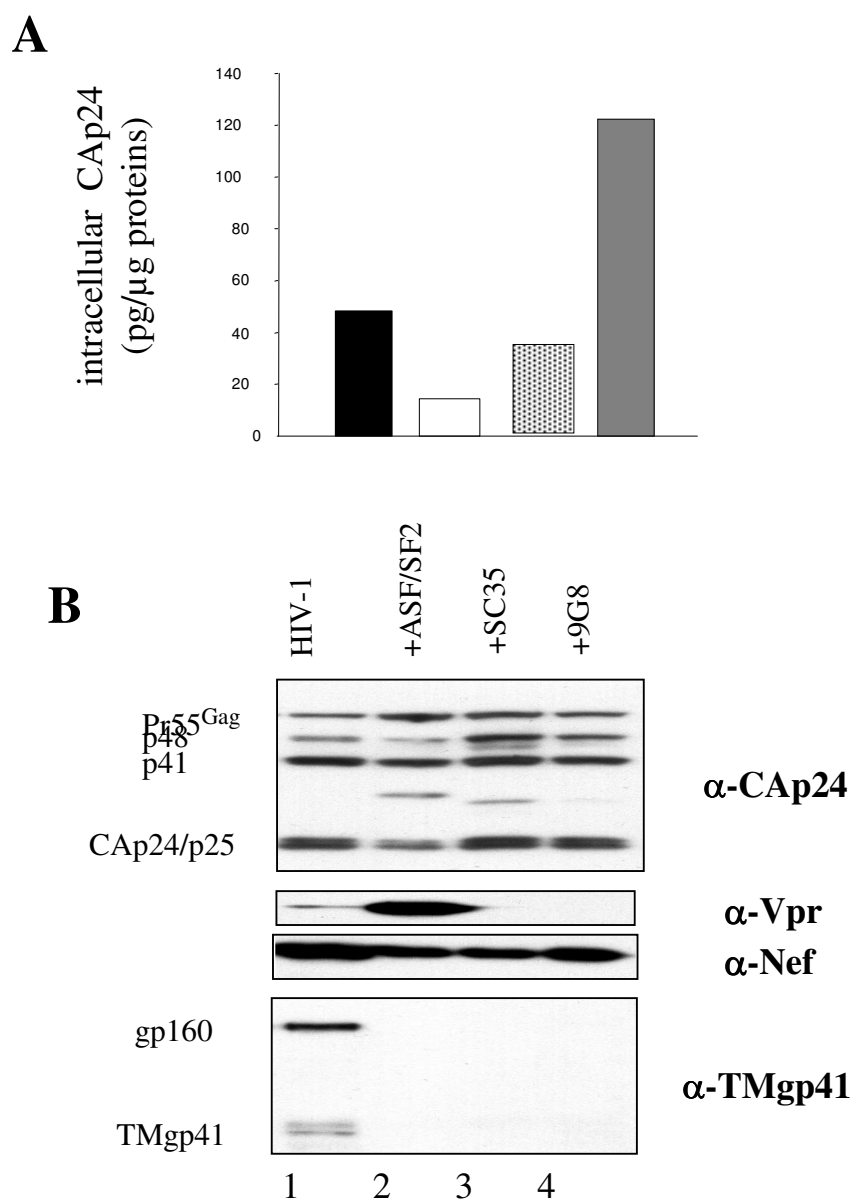 A
intracellular CAp24
(pg/µg proteins)
140
120
100
80
60
40
20
0
B
HIV-1
+ASF/SF2
+SC35
+9G8
Pr55Gag
p48
p41
CAp24/p25
α-CAp24
α-Vpr
α-Nef
gp160
TMgp41
α-TMgp41
1 2 3 4